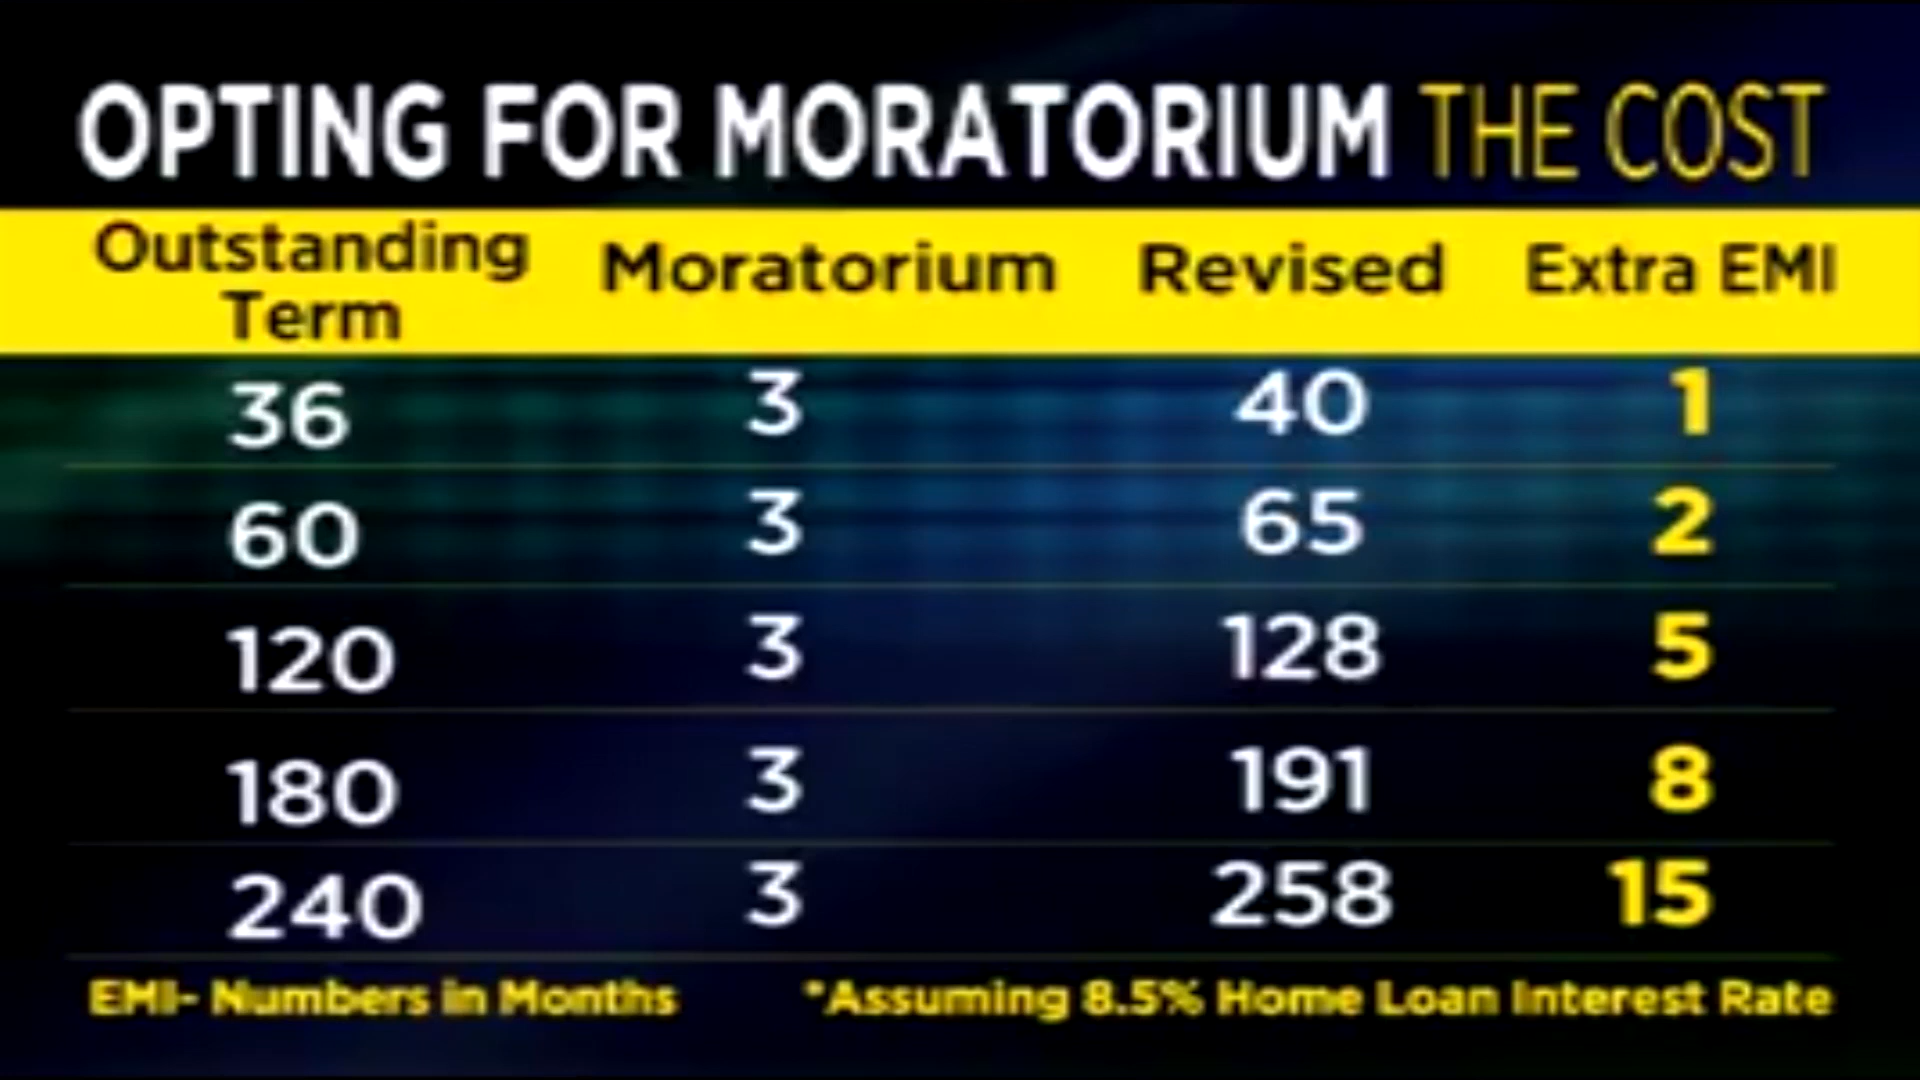 OPTING FOR MORATORIUM THE COST
Outstanding Term Moratorium Revised Extra EMI
36 3 40 1
60 3 65 2
120 3 128 5
180 3 191 8
240 3 258 15
EMI- Numbers in Months *Assuming 8.5% Home Loan Interest Rate